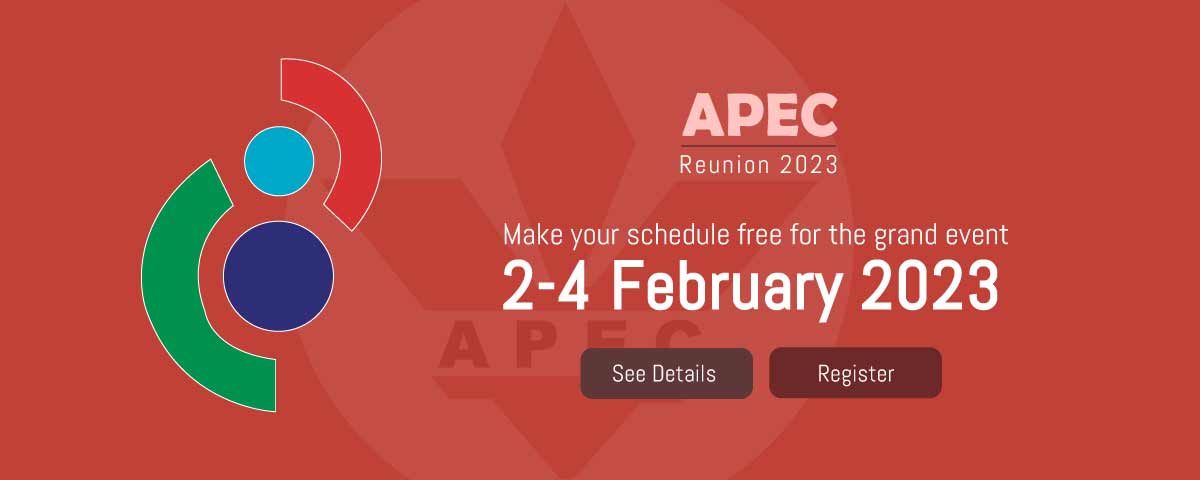 APEC
Reunion 2023
Make your schedule free for the grand event
2-4 February 2023
APEC
See Details
Register